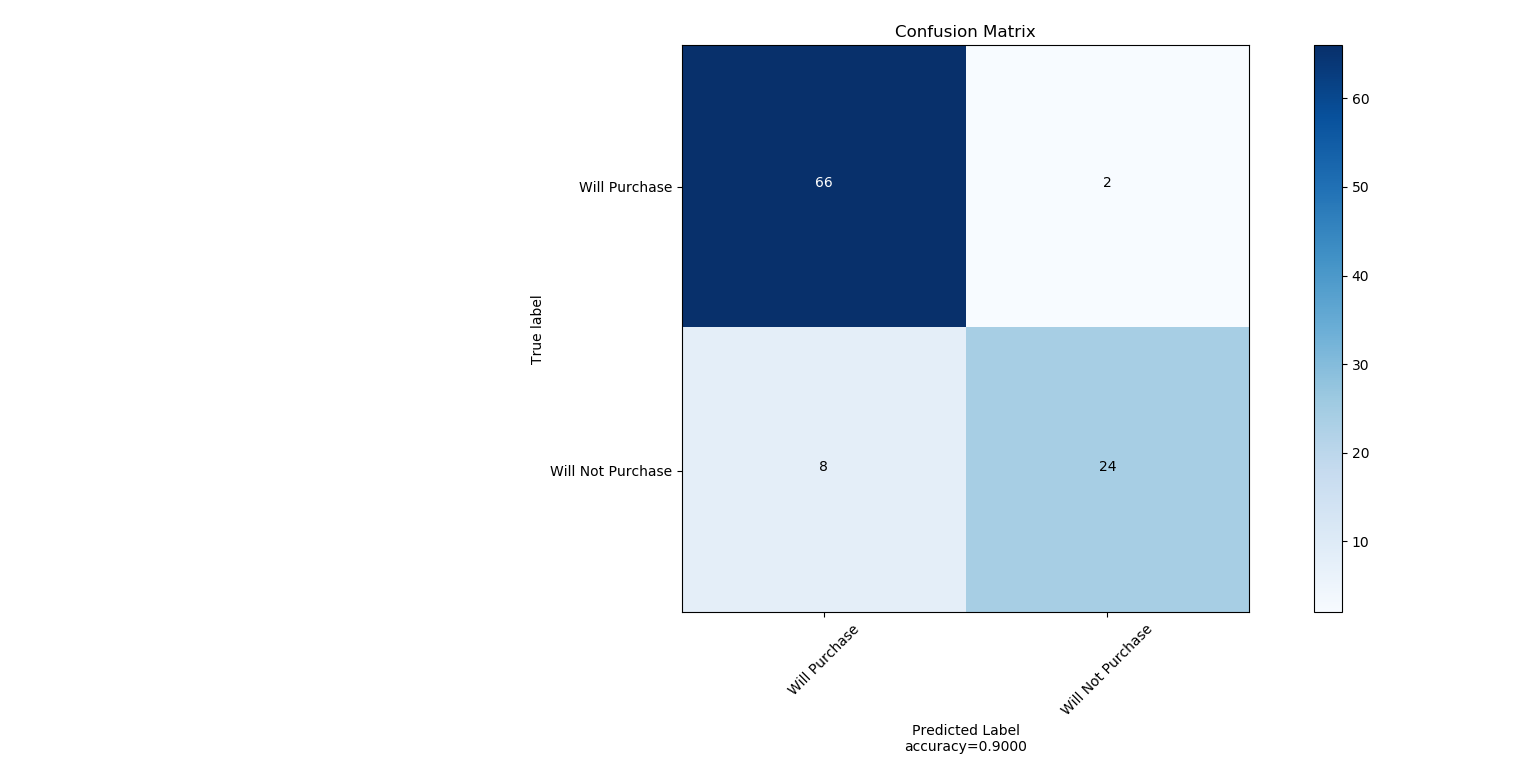 Confusion Matrix
Will Purchase
66
2
60
50
40
30
20
10
True label
Will Not Purchase
8
24
Will Purchase
Will Not Purchase
Predicted Label
accuracy=0.9000